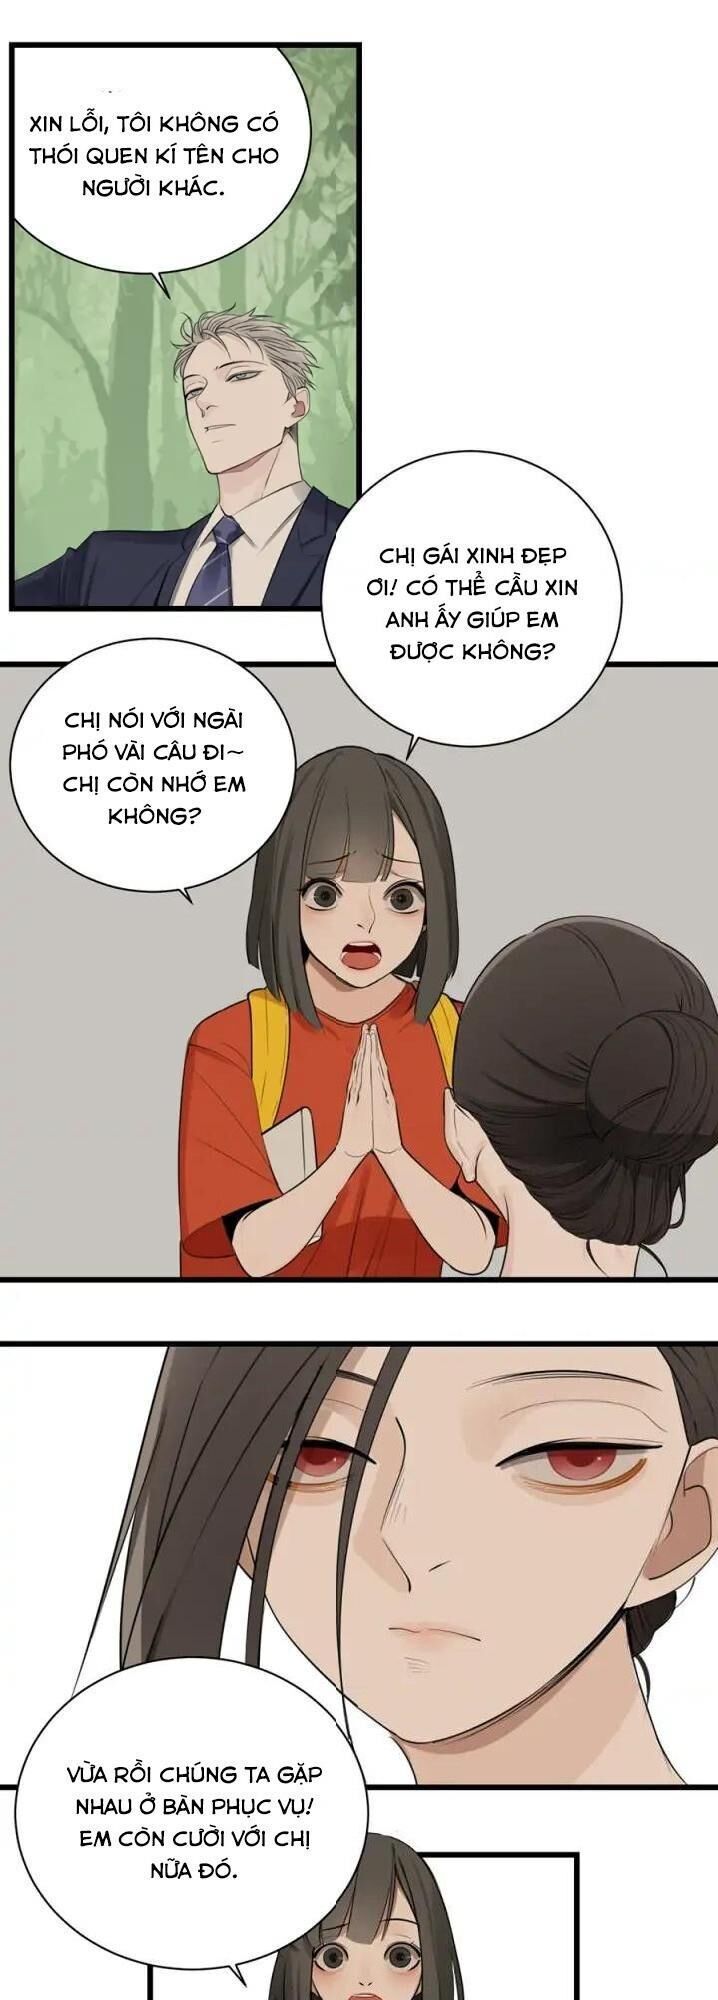 XIN LỖI, TÔI KHÔNG CÓ
THÓI QUEN KÍ TÊN CHO
NGƯỜI KHÁC.
CHỊ GÁI XINH ĐẸP
ƠI! CÓ THỂ CẦU XIN
ANH ẤY GIÚP EM
ĐƯỢC KHÔNG?
CHỊ NÓI VỚI NGÀI
PHÓ VÀI CÂU ĐI~
CHỊ CÒN NHỚ EM
KHÔNG?
VỪA RỒI CHÚNG TA GẶP
NHAU Ở BÀN PHỤC VỤ!
EM CÒN CƯỜI VỚI CHỊ
NỮA ĐÓ.